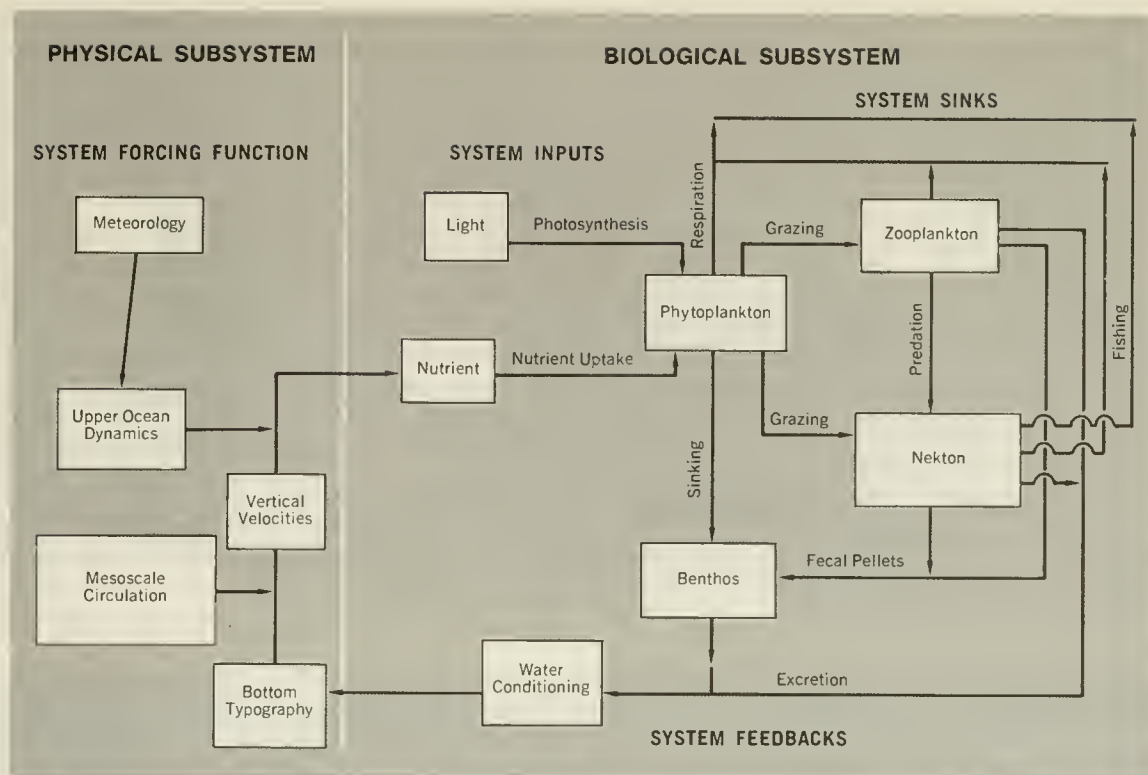 PHYSICAL SUBSYSTEM
BIOLOGICAL SUBSYSTEM
SYSTEM SINKS
SYSTEM FORCING FUNCTION
SYSTEM INPUTS
Meteorology
Light
Photosynthesis
Respiration
Grazing
Zooplankton
Phytoplankton
Predation
Fishing
Nutrient
Nutrient Uptake
Upper Ocean
Dynamics
Grazing
Nekton
Sinking
Vertical
Velocities
Mesoscale
Circulation
Benthos
Fecal Pellets
Water
Conditioning
Excretion
Bottom
Typography
SYSTEM FEEDBACKS